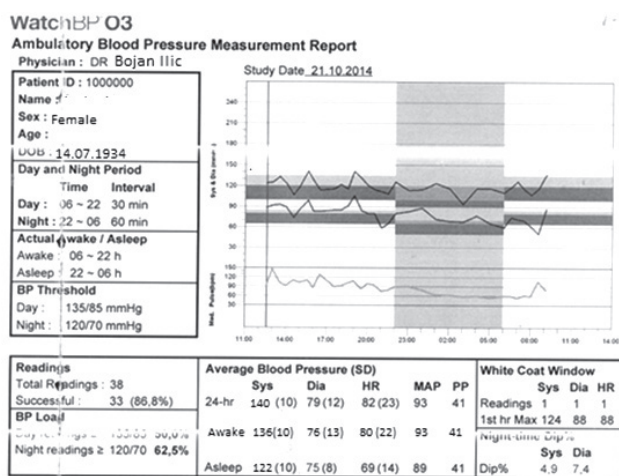 WatchBP O3
Ambulatory Blood Pressure Measurement Report
Physician : DR Bojan Ilic
Patient ID : 1000000
Name :
Sex : Female
Age :
DOB : 14.07.1934
Day and Night Period
Time Interval
Day : 06 ~ 22 30 min
Night : 22 ~ 06 60 min
Actual Awake / Asleep
Awake : 06 ~ 22 h
Asleep : 22 ~ 06 h
BP Threshold
Day : 135/85 mmHg
Night : 120/70 mmHg
Study Date 21.10.2014
Sys & Dia
240
210
180
150
120
90
60
30
Med. Pulse(bpm)
150
120
90
60
30
11:00 14:00 17:00 20:00 23:00 02:00 05:00 08:00 11:00 14:00
Readings
Total Readings : 38
Successful : 33 (86,8%)
BP Load
Night readings ≥ 120/70 62,5%
Average Blood Pressure (SD)
Sys Dia HR MAP PP
24-hr 140 (10) 79 (12) 82 (23) 93 41
Awake 136(10) 76 (13) 80 (22) 93 41
Asleep 122 (10) 75 (8) 69 (14) 89 41
White Coat Window
Sys Dia HR
Readings 1 1 1
1st hr Max 124 88 88
Night-time Dip%
Sys Dia
Dip% 4,9 7,4